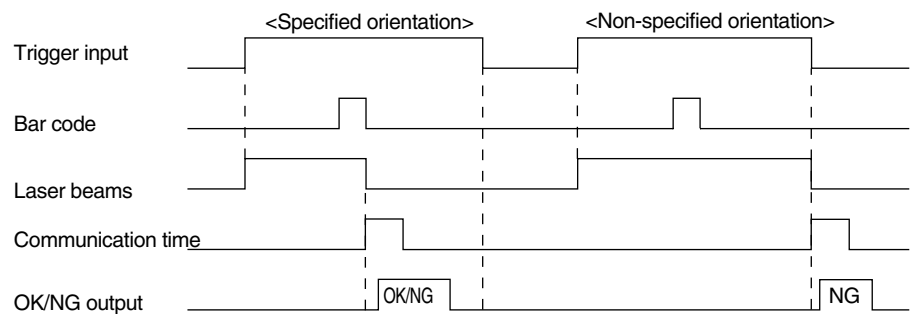 <Specified orientation> <Non-specified orientation>
Trigger input
Bar code
Laser beams
Communication time
OK/NG output OK/NG NG